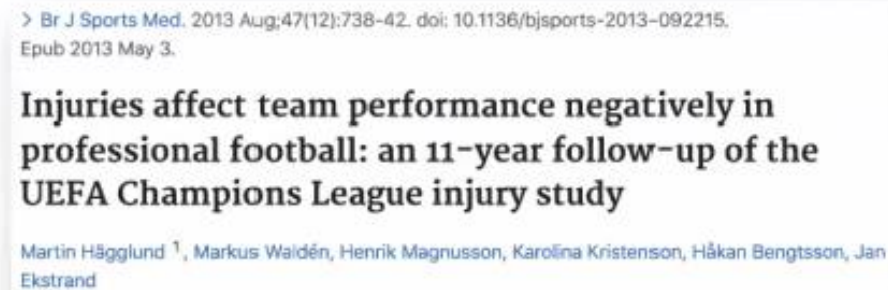 > Br J Sports Med. 2013 Aug;47(12):738-42. doi: 10.1136/bjsports-2013-092215.
Epub 2013 May 3.
Injuries affect team performance negatively in
professional football: an 11-year follow-up of the
UEFA Champions League injury study
Martin Hägglund 1, Markus Waldén, Henrik Magnusson, Karolina Kristenson, Håkan Bengtsson, Jan
Ekstrand